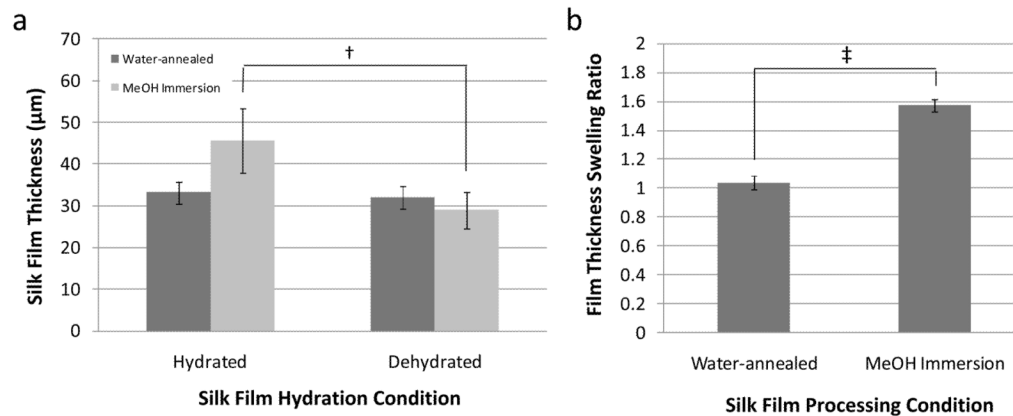 a
70
60
50
40
30
20
10
0
Silk Film Thickness (µm)
Water-annealed
MeOH Immersion
†
Hydrated
Dehydrated
Silk Film Hydration Condition
b
2
1.8
1.6
1.4
1.2
1
0.8
0.6
0.4
0.2
0
Film Thickness Swelling Ratio
‡
Water-annealed
MeOH Immersion
Silk Film Processing Condition